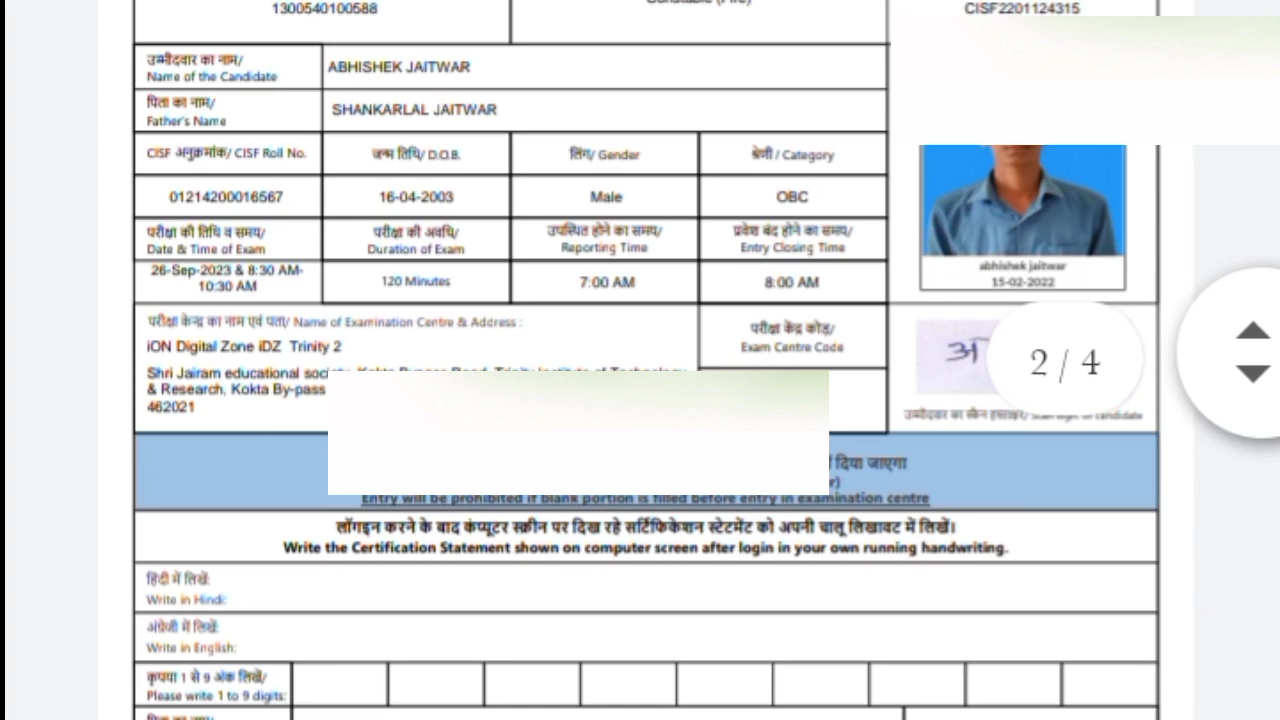 1300540100588
Constable (Fire)
CISF2201124315
उम्मीदवार का नाम/
Name of the Candidate
ABHISHEK JAITWAR
पिता का नाम/
Father's Name
SHANKARLAL JAITWAR
CISF अनुक्रमांक/ CISF Roll No.
जन्म तिथि/ D.O.B.
लिंग/ Gender
श्रेणी / Category
01214200016567
16-04-2003
Male
OBC
परीक्षा की तिथि व समय/
Date & Time of Exam
परीक्षा की अवधि/
Duration of Exam
उपस्थित होने का समय/
Reporting Time
प्रवेश बंद होने का समय/
Entry Closing Time
26-Sep-2023 & 8:30 AM-
10:30 AM
120 Minutes
7:00 AM
8:00 AM
abhishek jaitwar
15-02-2022
परीक्षा केन्द्र का नाम एवं पता/ Name of Examination Centre & Address :
परीक्षा केंद्र कोड/
Exam Centre Code
iON Digital Zone iDZ Trinity 2
Shri Jairam educational society, Kokta Bypass Road, Trinity Institute of Technology
& Research, Kokta By-pass
462021
अ
2 / 4
उम्मीदवार का स्कैन हस्ताक्षर/ of candidate
दिया जाएगा
Entry will be prohibited if blank portion is filled before entry in examination centre
लॉगइन करने के बाद कंप्यूटर स्क्रीन पर दिख रहे सर्टिफिकेशन स्टेटमेंट को अपनी चालू लिखावट में लिखें।
Write the Certification Statement shown on computer screen after login in your own running handwriting.
हिंदी में लिखें:
Write in Hindi:
अंग्रेजी में लिखें:
Write in English:
कृपया 1 से 9 अंक लिखें/
Please write 1 to 9 digits:
पिता का नाम/